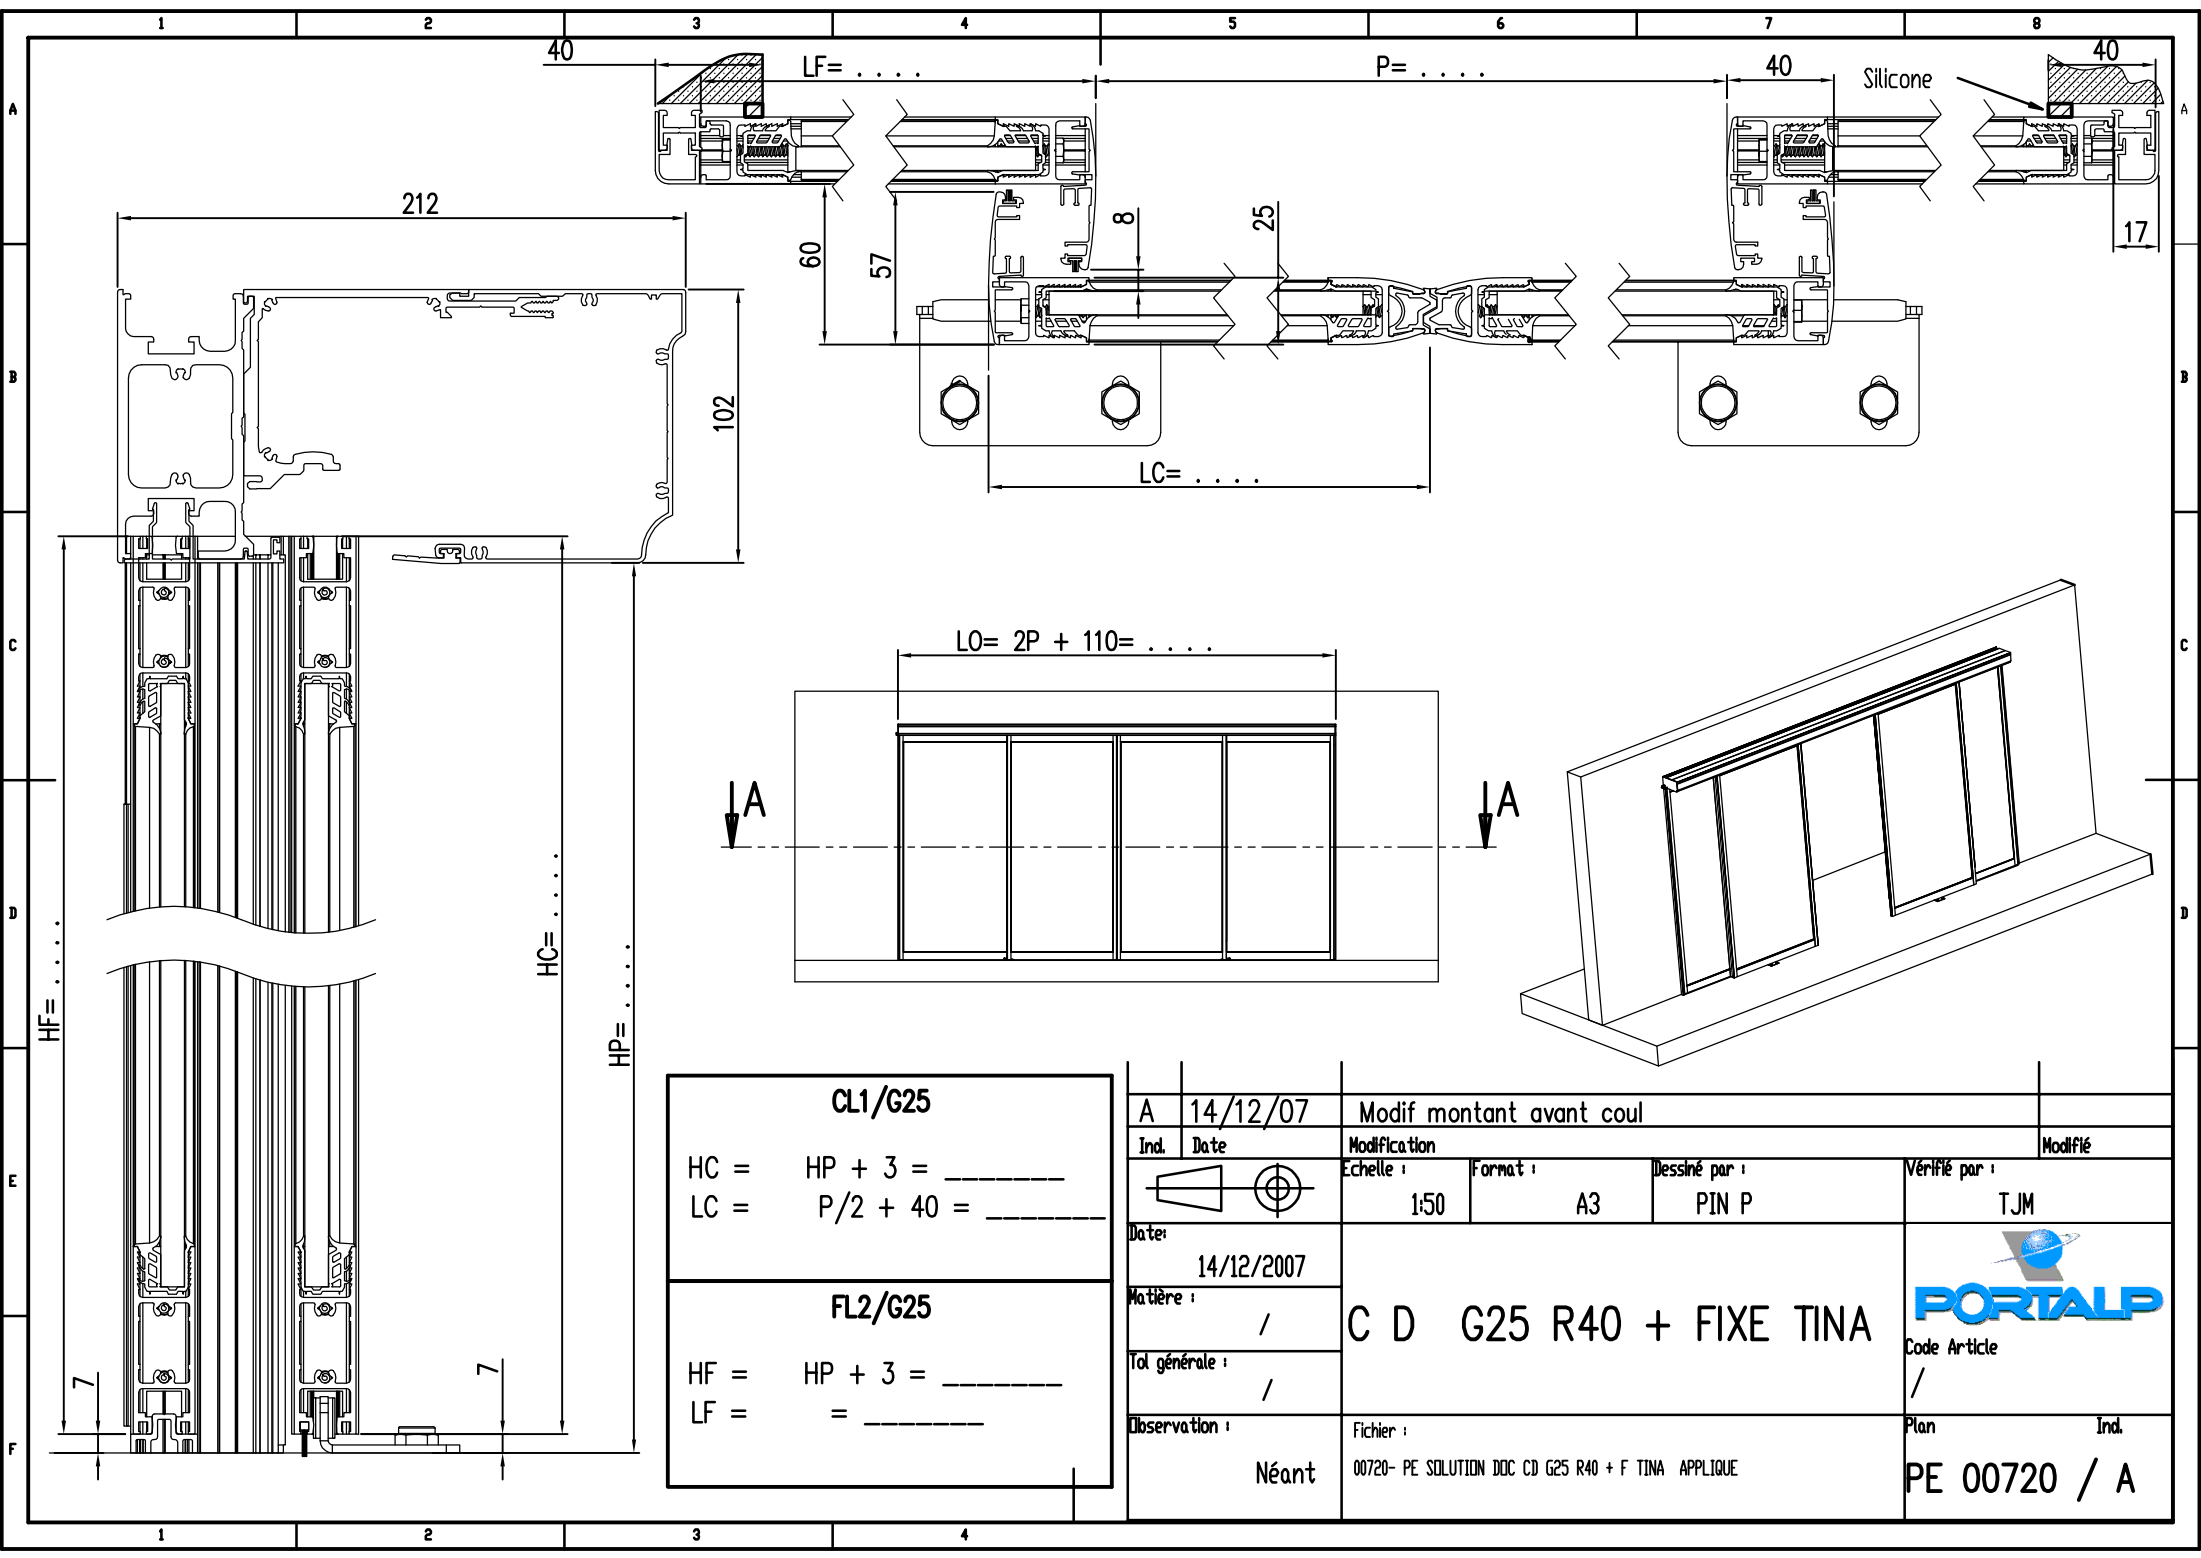 1 2 3 4 5 6 7 8
40 LF= . . . . P= . . . . 40 Silicone 40
A A
212
8 25
60 57
17
B B
102
LC= . . . .
LO= 2P + 110= . . . .
C C
A A
D D
HF= . . . . .
HC= . . . . .
HP= . . . . .
7 7
CL1/G25
HC = HP + 3 = _______
LC = P/2 + 40 = _______
FL2/G25
HF = HP + 3 = _______
LF = = _______
A 14/12/07 Modif montant avant coul
Ind. Date Modification Modifié
Echelle : Format : Dessiné par : Vérifié par :
1:50 A3 PIN P TJM
Date:
14/12/2007
Matière :
/
Tol générale :
/
C D G25 R40 + FIXE TINA
PORTALP
Code Article
/
Observation :
Néant
Fichier :
00720- PE SOLUTION DOC CD G25 R40 + F TINA APPLIQUE
Plan Ind.
PE 00720 / A
E
F
1 2 3 4